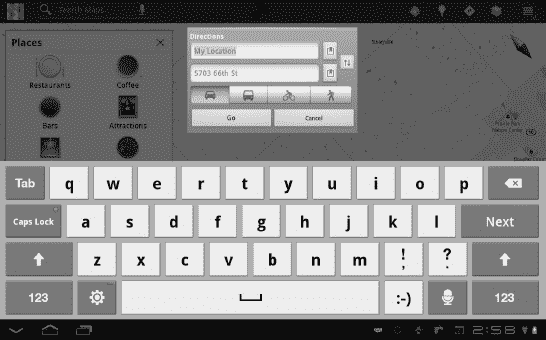 Search Maps
Directions
Places
My Location
5703 66th St
Restaurants
Coffee
Bars
Attractions
Go
Cancel
Tab
q w e r t y u i o p
Caps Lock
a s d f g h j k l
Next
z x c v b n m ! , ? .
123
:-)
123
2:58